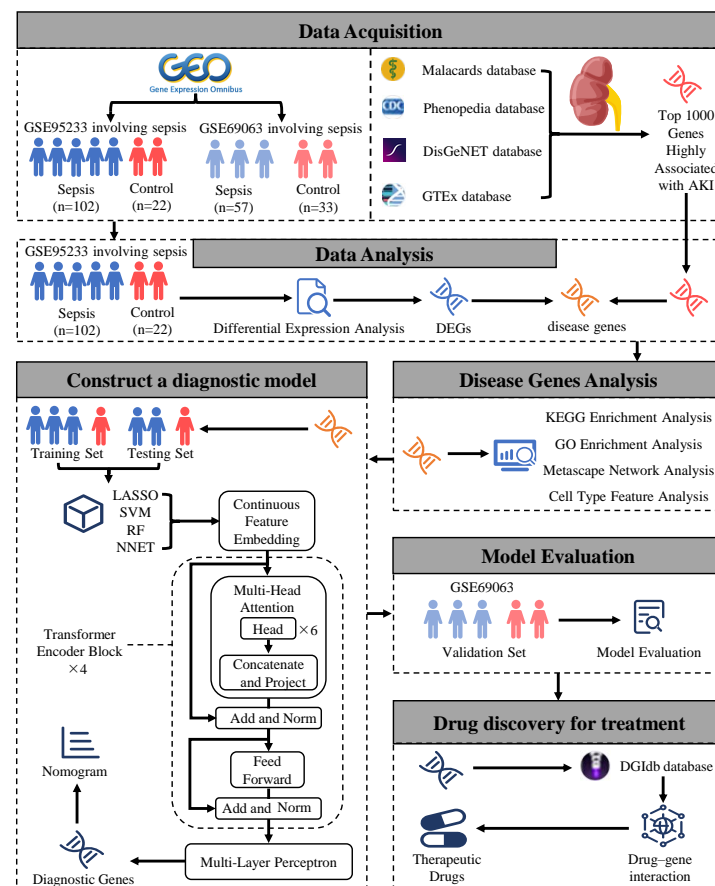 Data Acquisition
GEO
Gene Expression Omnibus
GSE95233 involving sepsis
GSE69063 involving sepsis
Sepsis
(n=102)
Control
(n=22)
Sepsis
(n=57)
Control
(n=33)
Malacards database
CDC
Phenopedia database
DisGeNET database
GTEx database
Top 1000
Genes
Highly
Associated
with AKI
Data Analysis
GSE95233 involving sepsis
Sepsis
(n=102)
Control
(n=22)
Differential Expression Analysis
DEGs
disease genes
Construct a diagnostic model
Training Set
Testing Set
LASSO
SVM
RF
NNET
Continuous
Feature
Embedding
Multi-Head
Attention
Head
×6
Concatenate
and Project
Add and Norm
Feed
Forward
Add and Norm
Transformer
Encoder Block
×4
Multi-Layer Perceptron
Nomogram
Diagnostic Genes
Disease Genes Analysis
KEGG Enrichment Analysis
GO Enrichment Analysis
Metascape Network Analysis
Cell Type Feature Analysis
Model Evaluation
GSE69063
Validation Set
Model Evaluation
Drug discovery for treatment
DGIdb database
Therapeutic
Drugs
Drug–gene
interaction